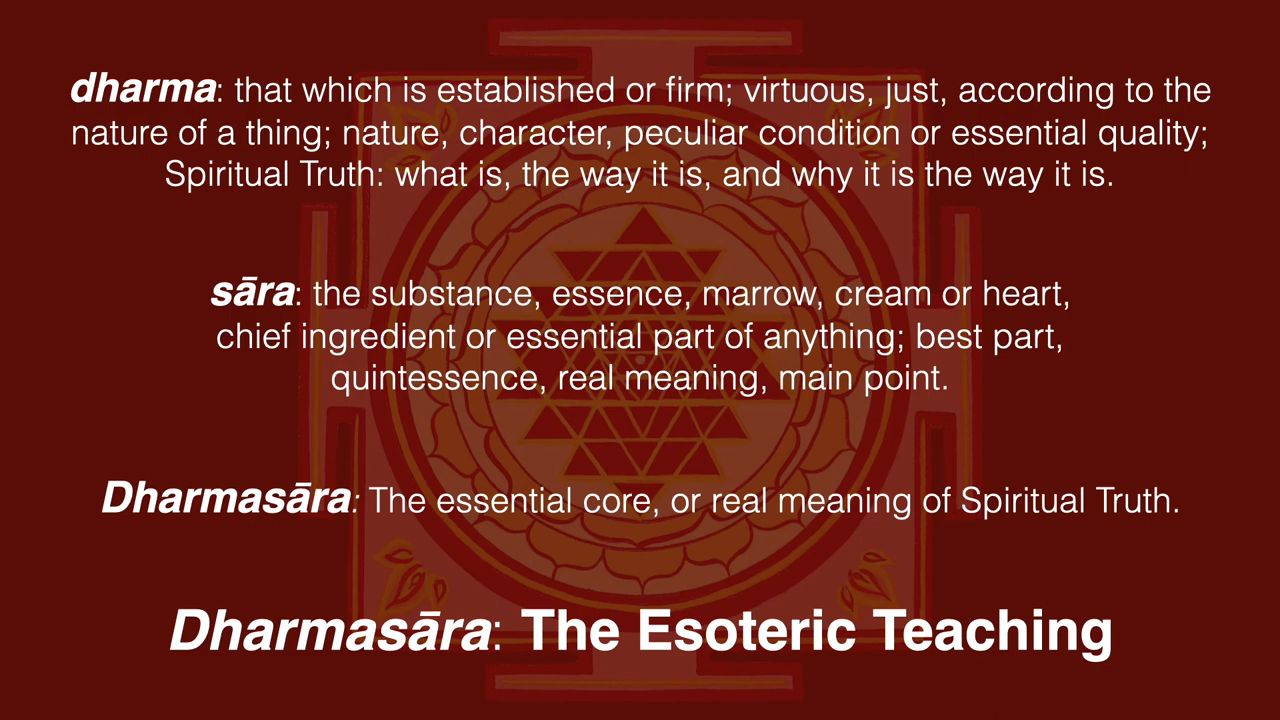 dharma: that which is established or firm; virtuous, just, according to the
nature of a thing; nature, character, peculiar condition or essential quality;
Spiritual Truth: what is, the way it is, and why it is the way it is.
sāra: the substance, essence, marrow, cream or heart,
chief ingredient or essential part of anything; best part,
quintessence, real meaning, main point.
Dharmasāra: The essential core, or real meaning of Spiritual Truth.
Dharmasāra: The Esoteric Teaching